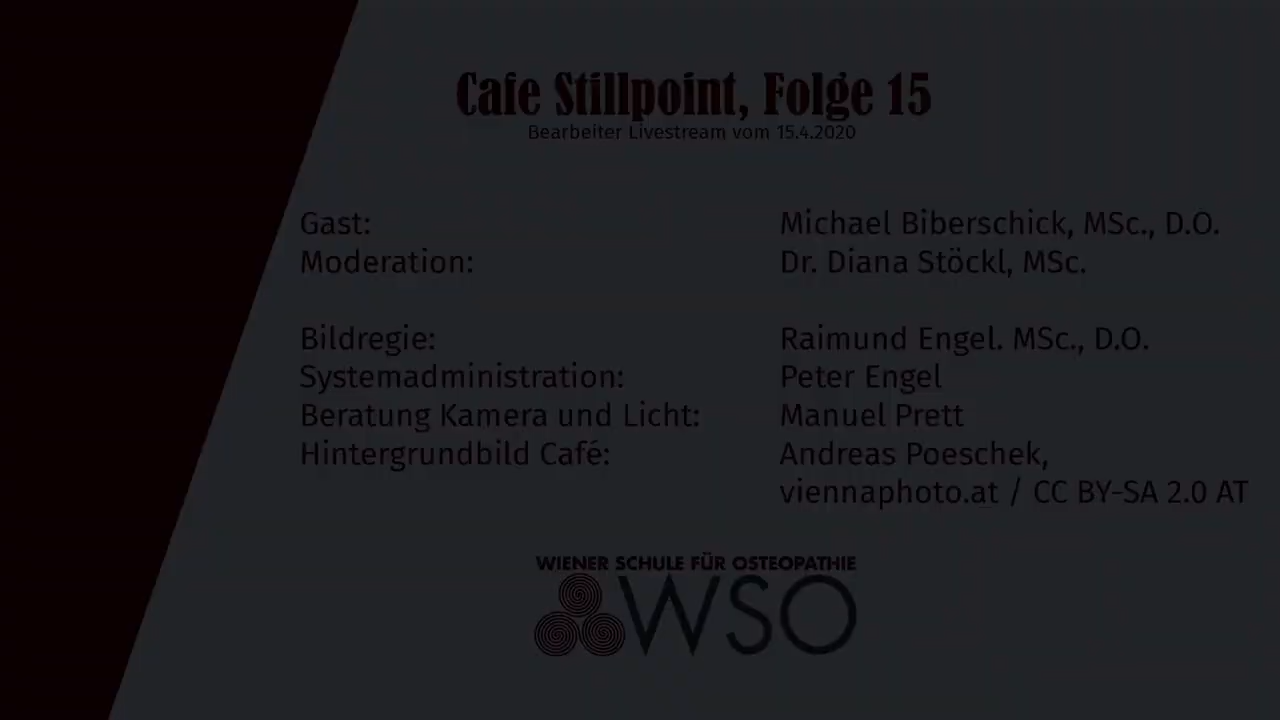 Cafe Stillpoint, Folge 15
Bearbeiter Livestream vom 15.4.2020
Gast: Michael Biberschick, MSc., D.O.
Moderation: Dr. Diana Stöckl, MSc.
Bildregie: Raimund Engel. MSc., D.O.
Systemadministration: Peter Engel
Beratung Kamera und Licht: Manuel Prett
Hintergrundbild Café: Andreas Poeschek,
viennaphoto.at / CC BY-SA 2.0 AT
WIENER SCHULE FÜR OSTEOPATHIE
WSO